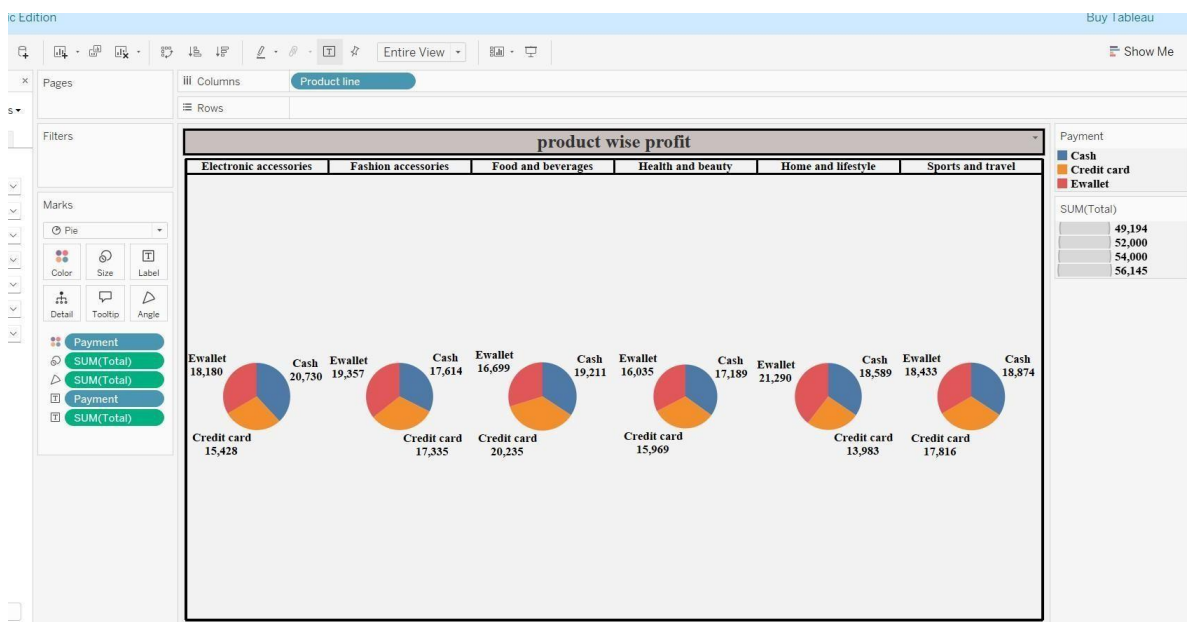 ic Edition
Buy Tableau
Entire View
Show Me
Pages
iii Columns
Product line
Rows
Filters
product wise profit
Electronic accessories
Fashion accessories
Food and beverages
Health and beauty
Home and lifestyle
Sports and travel
Payment
Cash
Credit card
Ewallet
SUM(Total)
49,194
52,000
54,000
56,145
Marks
Pie
Color
Size
Label
Detail
Tooltip
Angle
Payment
SUM(Total)
SUM(Total)
Payment
SUM(Total)
Ewallet
18,180
Cash
20,730
Credit card
15,428
Ewallet
19,357
Cash
17,614
Credit card
17,335
Ewallet
16,699
Cash
19,211
Credit card
20,235
Ewallet
16,035
Cash
17,189
Credit card
15,969
Ewallet
21,290
Cash
18,589
Credit card
13,983
Ewallet
18,433
Cash
18,874
Credit card
17,816